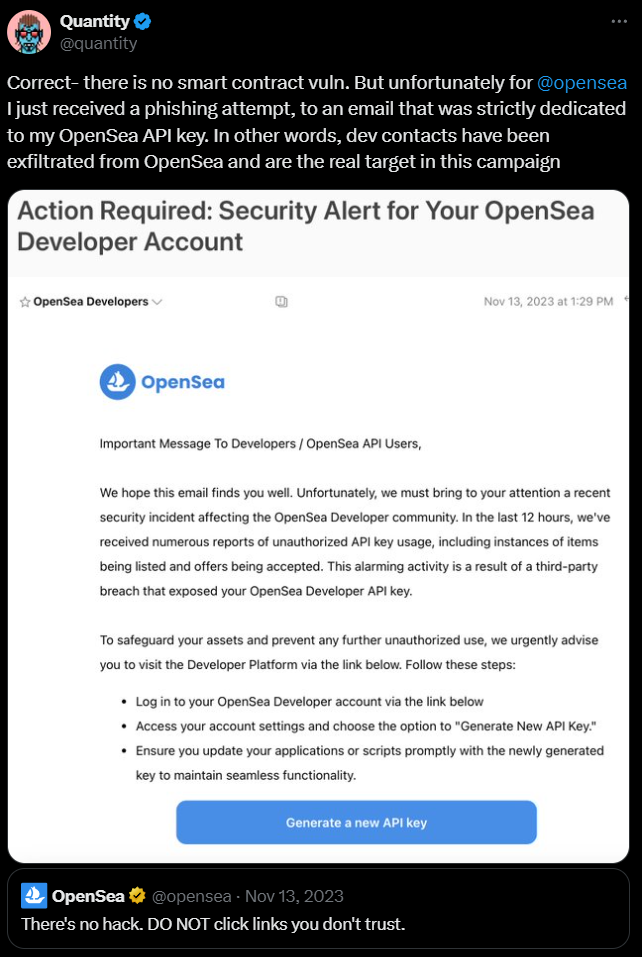 Quantity
@quantity
Correct- there is no smart contract vuln. But unfortunately for @opensea
I just received a phishing attempt, to an email that was strictly dedicated
to my OpenSea API key. In other words, dev contacts have been
exfiltrated from OpenSea and are the real target in this campaign
Action Required: Security Alert for Your OpenSea
Developer Account
OpenSea Developers
Nov 13, 2023 at 1:29 PM
OpenSea
Important Message To Developers / OpenSea API Users,
We hope this email finds you well. Unfortunately, we must bring to your attention a recent
security incident affecting the OpenSea Developer community. In the last 12 hours, we've
received numerous reports of unauthorized API key usage, including instances of items
being listed and offers being accepted. This alarming activity is a result of a third-party
breach that exposed your OpenSea Developer API key.
To safeguard your assets and prevent any further unauthorized use, we urgently advise
you to visit the Developer Platform via the link below. Follow these steps:
• Log in to your OpenSea Developer account via the link below
• Access your account settings and choose the option to "Generate New API Key."
• Ensure you update your applications or scripts promptly with the newly generated
key to maintain seamless functionality.
Generate a new API key
OpenSea @opensea · Nov 13, 2023
There's no hack. DO NOT click links you don't trust.